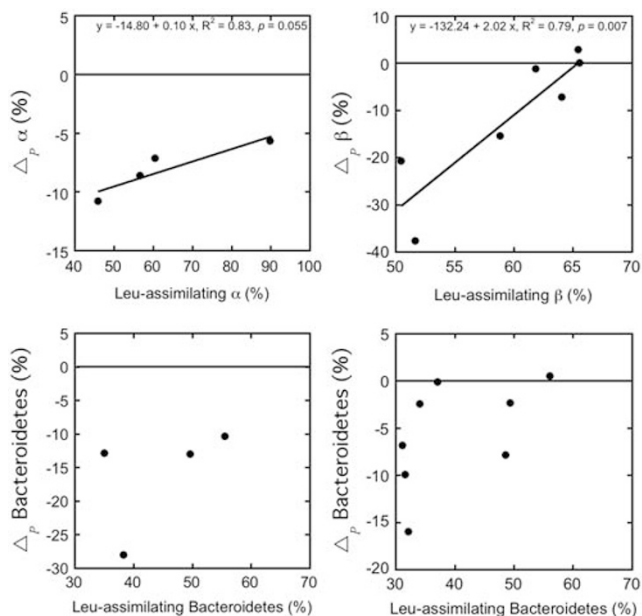 y = -14.80 + 0.10 x, R² = 0.83, p = 0.055
5
0
-5
-10
-15
△p α (%)
40 50 60 70 80 90 100
Leu-assimilating α (%)
y = -132.24 + 2.02 x, R² = 0.79, p = 0.007
10
0
-10
-20
-30
-40
△p β (%)
50 55 60 65 70
Leu-assimilating β (%)
5
0
-5
-10
-15
-20
-25
-30
△p Bacteroidetes (%)
30 40 50 60 70
Leu-assimilating Bacteroidetes (%)
5
0
-5
-10
-15
-20
△p Bacteroidetes (%)
30 40 50 60 70
Leu-assimilating Bacteroidetes (%)